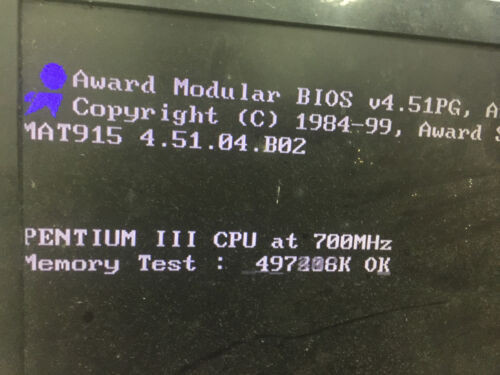 Award Modular BIOS v4.51PG, A
Copyright (C) 1984-99, Award S
MAT915 4.51.04.B02
PENTIUM III CPU at 700MHz
Memory Test : OK